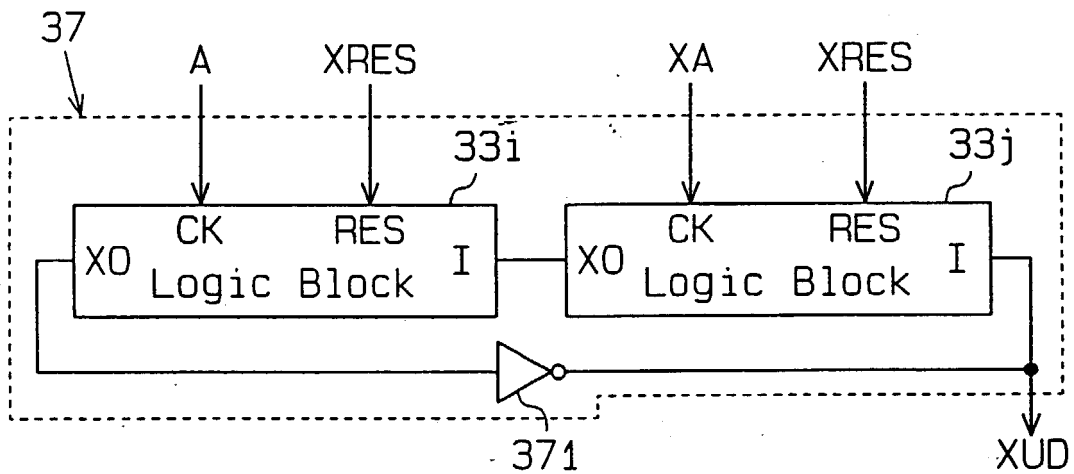 37
A XRES XA XRES
33i 33j
CK RES CK RES
XO I XO I
Logic Block Logic Block
371
XUD